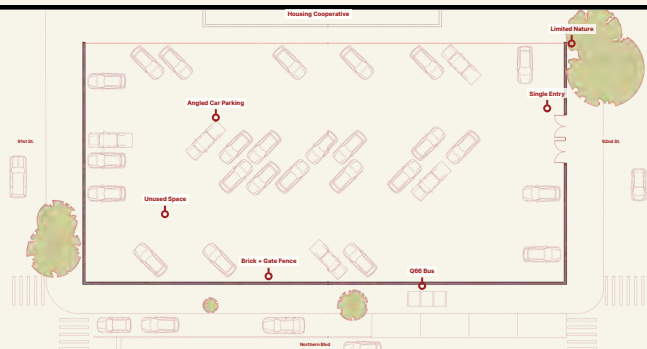 Housing Cooperative
Limited Nature
Single Entry
Angled Car Parking
91st St.
92nd St.
Unused Space
Brick + Gate Fence
Q66 Bus
Northern Blvd